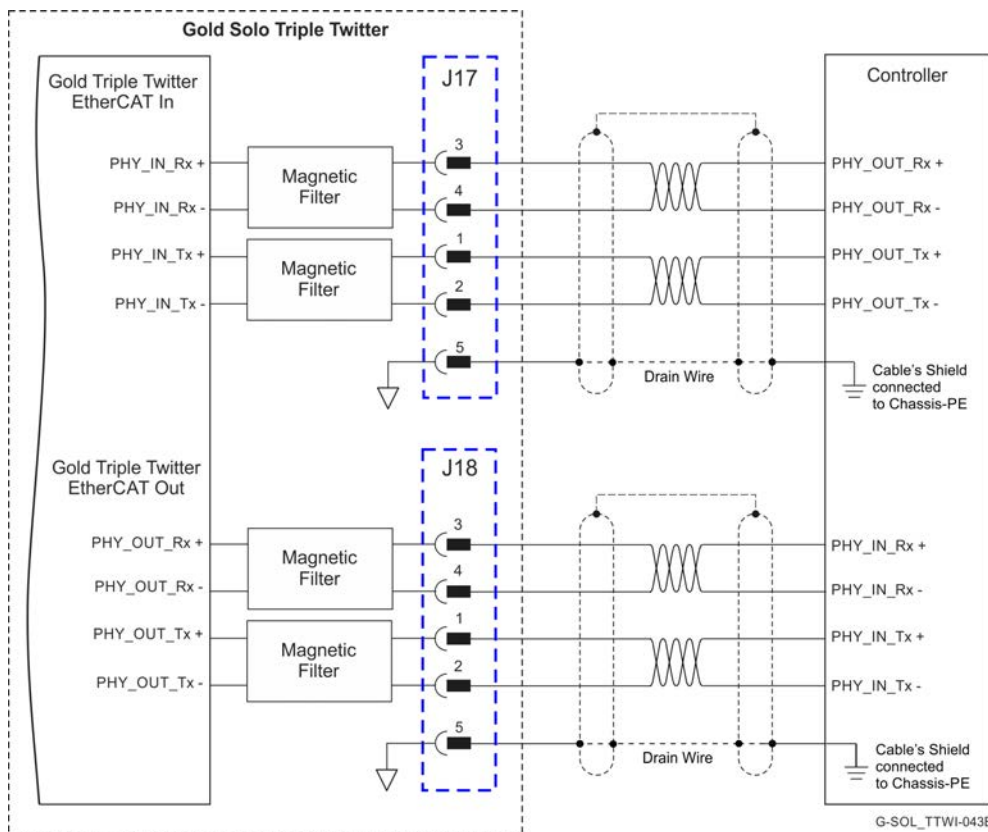 Gold Solo Triple Twitter
Gold Triple Twitter
EtherCAT In
J17
Controller
PHY_IN_Rx +
Magnetic
Filter
3
PHY_OUT_Rx +
PHY_IN_Rx -
4
PHY_OUT_Rx -
PHY_IN_Tx +
Magnetic
Filter
1
PHY_OUT_Tx +
PHY_IN_Tx -
2
PHY_OUT_Tx -
5
Drain Wire
Cable's Shield
connected
to Chassis-PE
Gold Triple Twitter
EtherCAT Out
J18
PHY_OUT_Rx +
Magnetic
Filter
3
PHY_IN_Rx +
PHY_OUT_Rx -
4
PHY_IN_Rx -
PHY_OUT_Tx +
Magnetic
Filter
1
PHY_IN_Tx +
PHY_OUT_Tx -
2
PHY_IN_Tx -
5
Drain Wire
Cable's Shield
connected
to Chassis-PE